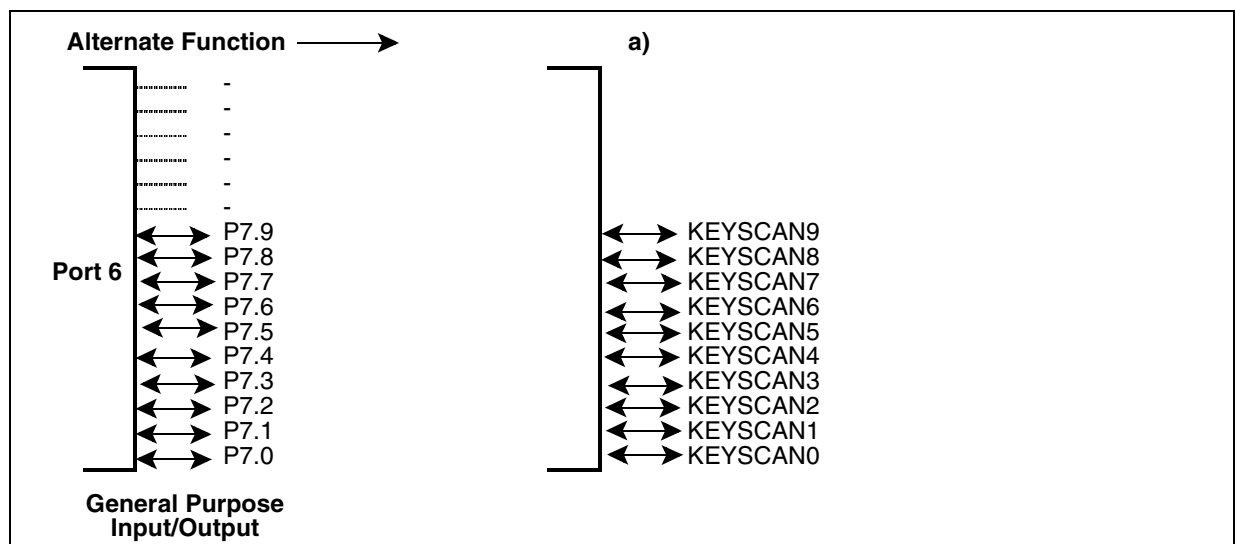 Alternate Function a)
-
-
-
-
-
-
P7.9 KEYSCAN9
P7.8 KEYSCAN8
Port 6 P7.7 KEYSCAN7
P7.6 KEYSCAN6
P7.5 KEYSCAN5
P7.4 KEYSCAN4
P7.3 KEYSCAN3
P7.2 KEYSCAN2
P7.1 KEYSCAN1
P7.0 KEYSCAN0
General Purpose
Input/Output